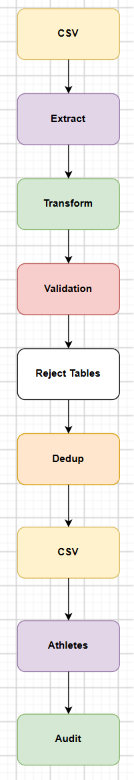 CSV
Extract
Transform
Validation
Reject Tables
Dedup
CSV
Athletes
Audit